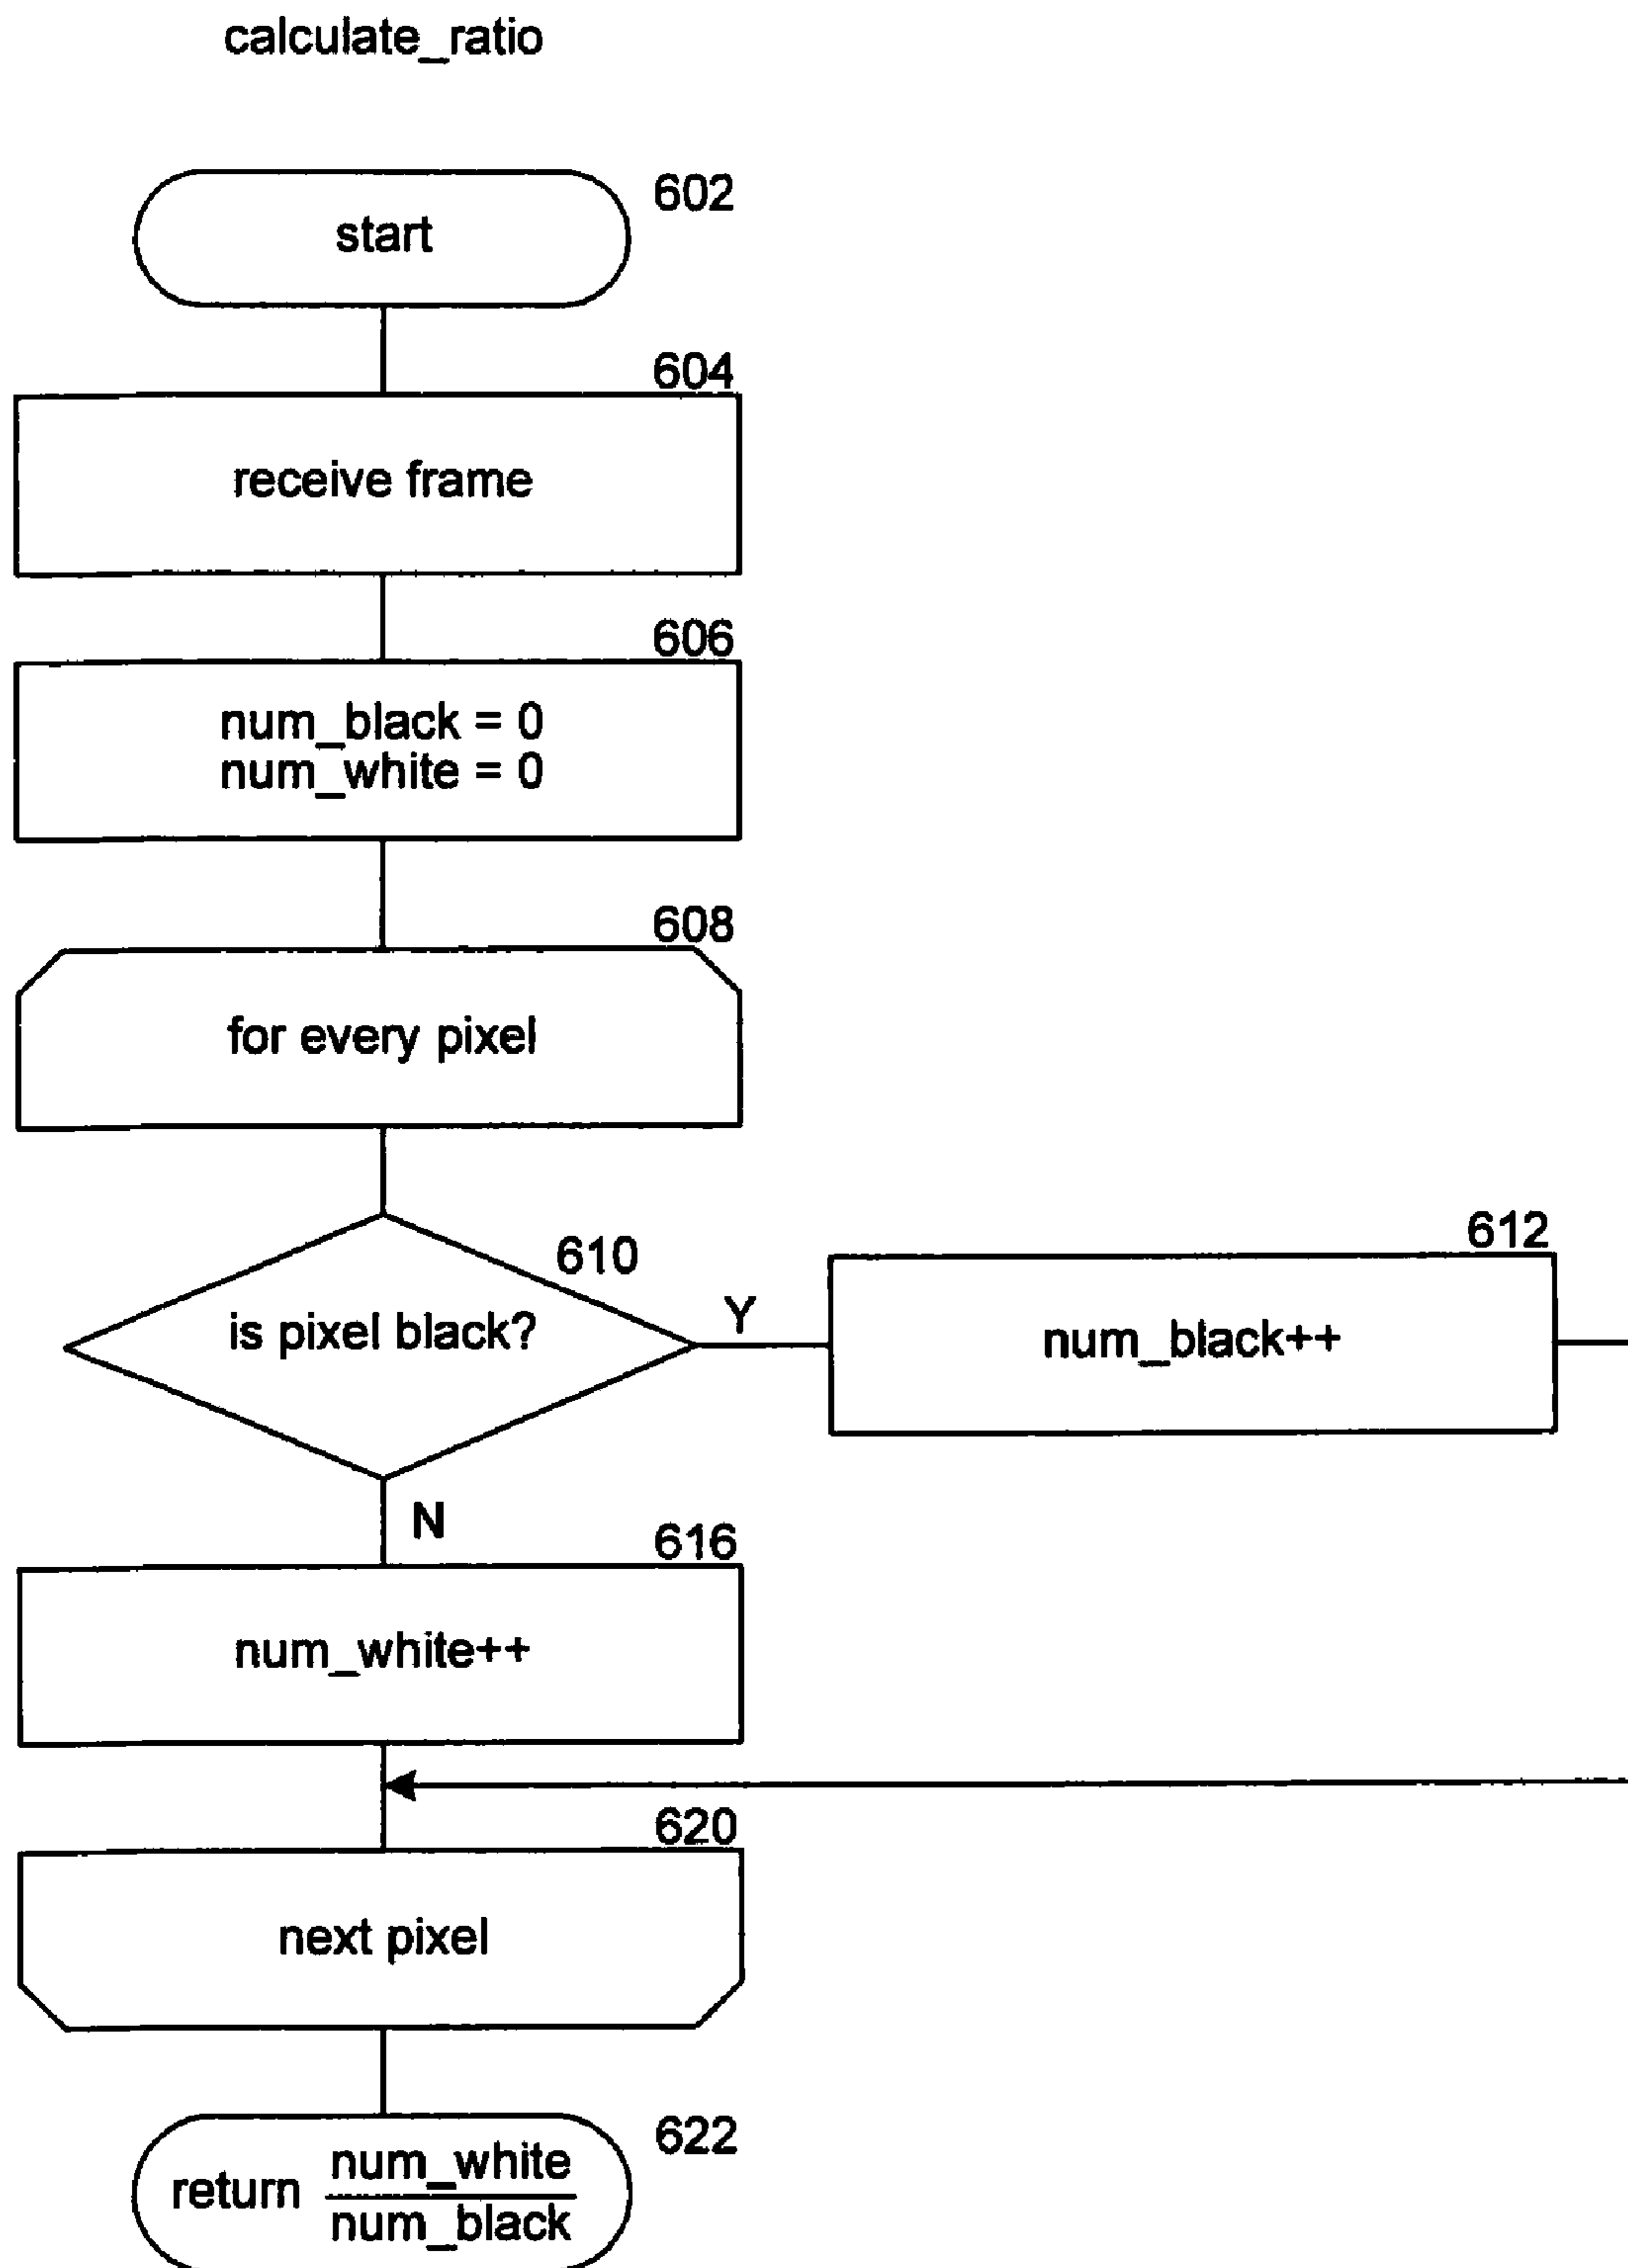 calculate_ratio
602
start
604
receive frame
606
num_black = 0
num_white = 0
608
for every pixel
610
is pixel black?
Y
612
num_black++
N
616
num_white++
620
next pixel
622
return num_white
num_black